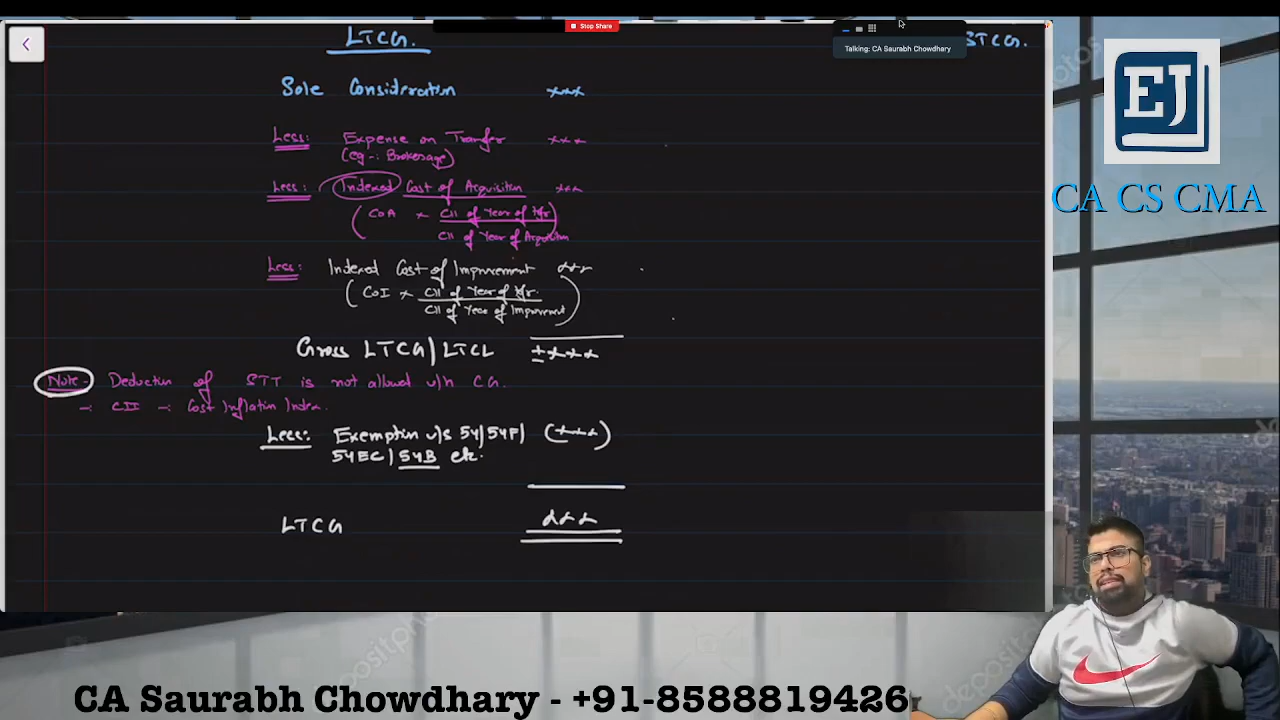 Stop Share
LTCG.
STCG.
Talking: CA Saurabh Chowdhary
EJ
CA CS CMA
Sale Consideration xxx
Less: Expense on Transfer xxx
(eg-: Brokerage)
Less: Indexed Cost of Acquisition xxx
(CoA x CII of Year of tfr)
CII of Year of Acquisition
Less: Indexed Cost of Improvement xxx
(CoI x CII of Year of tfr.
CII of Year of Improvement)
Gross LTCG|LTCL ±xxx
Note- Deduction of STT is not allowed u/h CG.
-: CII -: Cost Inflation Index.
Less: Exemption u/s 54|54F| (xxx)
54EC|54B etc.
LTCG xxx
depositphotos
CA Saurabh Chowdhary - +91-8588819426